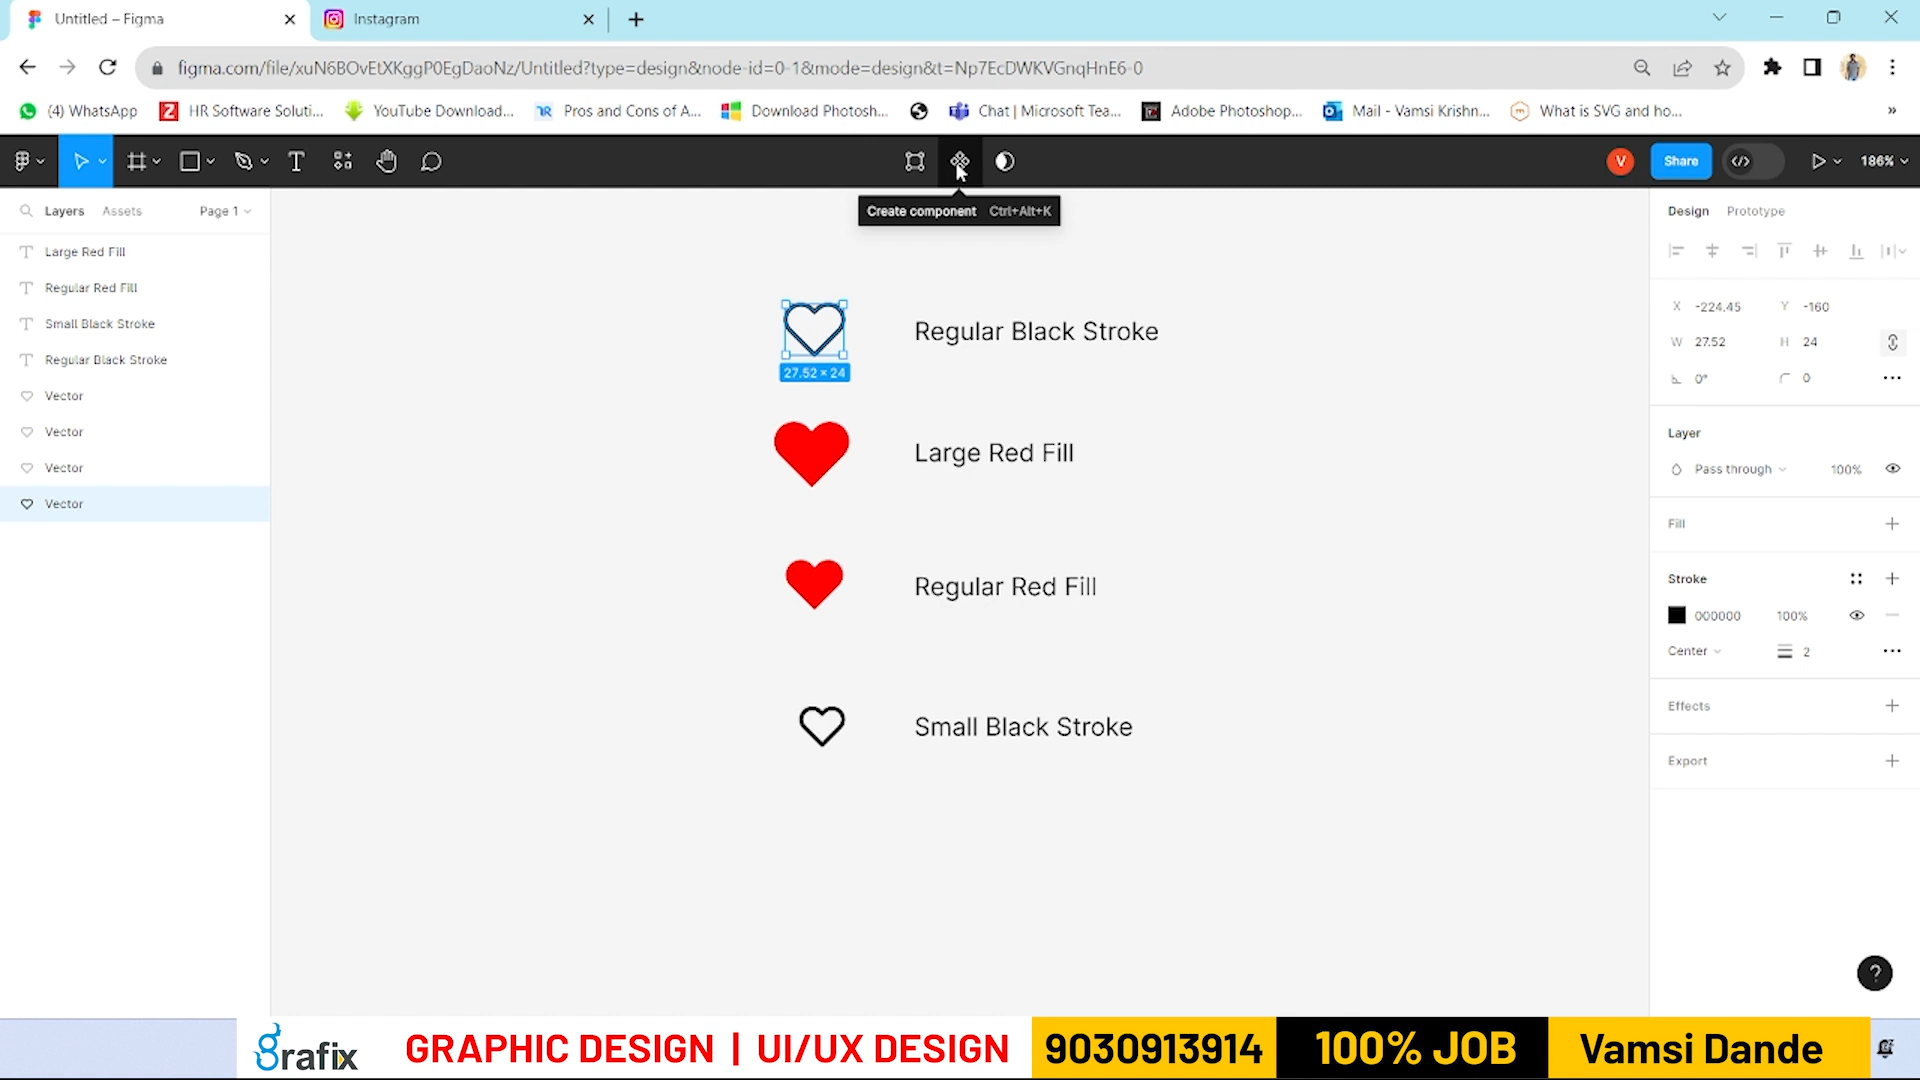 Untitled – Figma
Instagram
figma.com/file/xuN6BOvEtXKggP0EgDaoNz/Untitled?type=design&node-id=0-1&mode=design&t=Np7EcDWKVGnqHnE6-0
(4) WhatsApp
HR Software Soluti...
YouTube Download...
Pros and Cons of A...
Download Photosh...
Chat | Microsoft Tea...
Adobe Photoshop...
Mail - Vamsi Krishn...
What is SVG and ho...
»
V
Share
186%
Create component Ctrl+Alt+K
Layers
Assets
Page 1
Large Red Fill
Regular Red Fill
Small Black Stroke
Regular Black Stroke
Vector
Vector
Vector
Vector
Regular Black Stroke
27.52 × 24
Large Red Fill
Regular Red Fill
Small Black Stroke
Design
Prototype
X -224.45 Y -160
W 27.52 H 24
0° 0
Layer
Pass through 100%
Fill
Stroke
000000 100%
Center 2
Effects
Export
?
Grafix
GRAPHIC DESIGN | UI/UX DESIGN
9030913914
100% JOB
Vamsi Dande